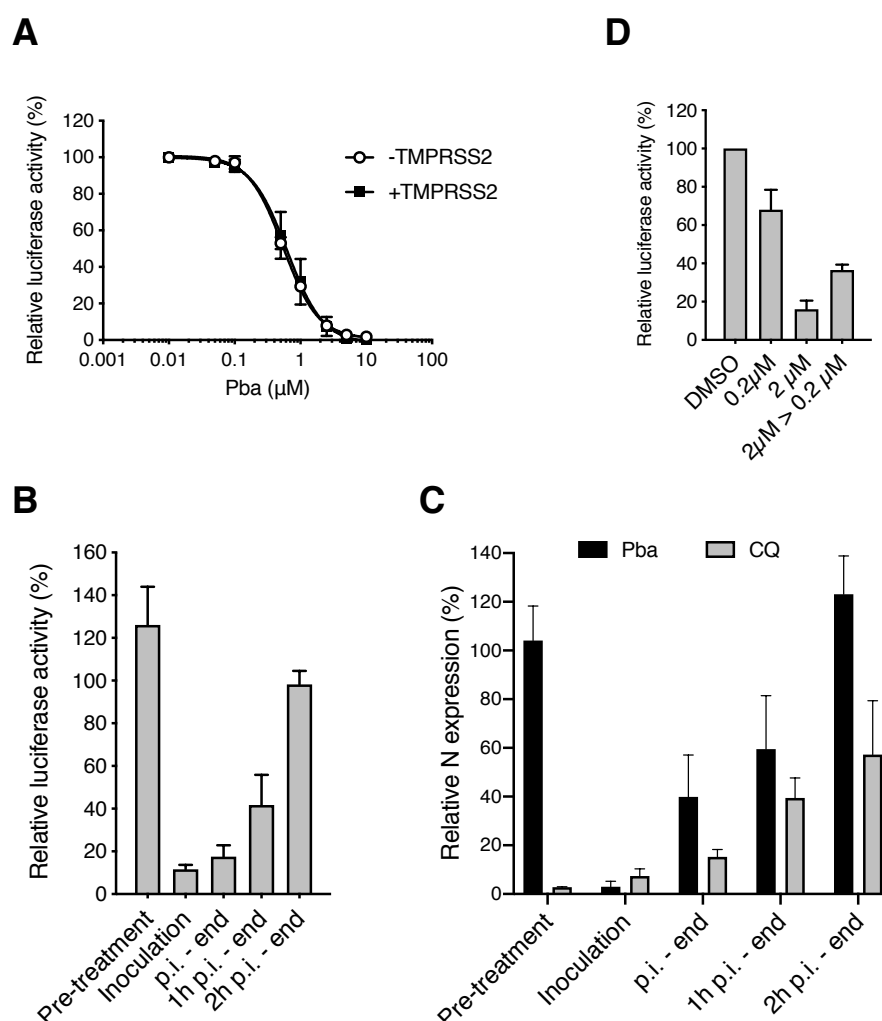 A
Relative luciferase activity (%)
120
100
80
60
40
20
0
0.001
0.01
0.1
1
10
100
Pba (µM)
-TMPRSS2
+TMPRSS2
D
Relative luciferase activity (%)
120
100
80
60
40
20
0
DMSO
0.2µM
2 µM
2µM > 0.2 µM
B
Relative luciferase activity (%)
160
140
120
100
80
60
40
20
0
Pre-treatment
Inoculation
p.i. - end
1h p.i. - end
2h p.i. - end
C
Relative N expression (%)
140
120
100
80
60
40
20
0
Pba
CQ
Pre-treatment
Inoculation
p.i. - end
1h p.i. - end
2h p.i. - end